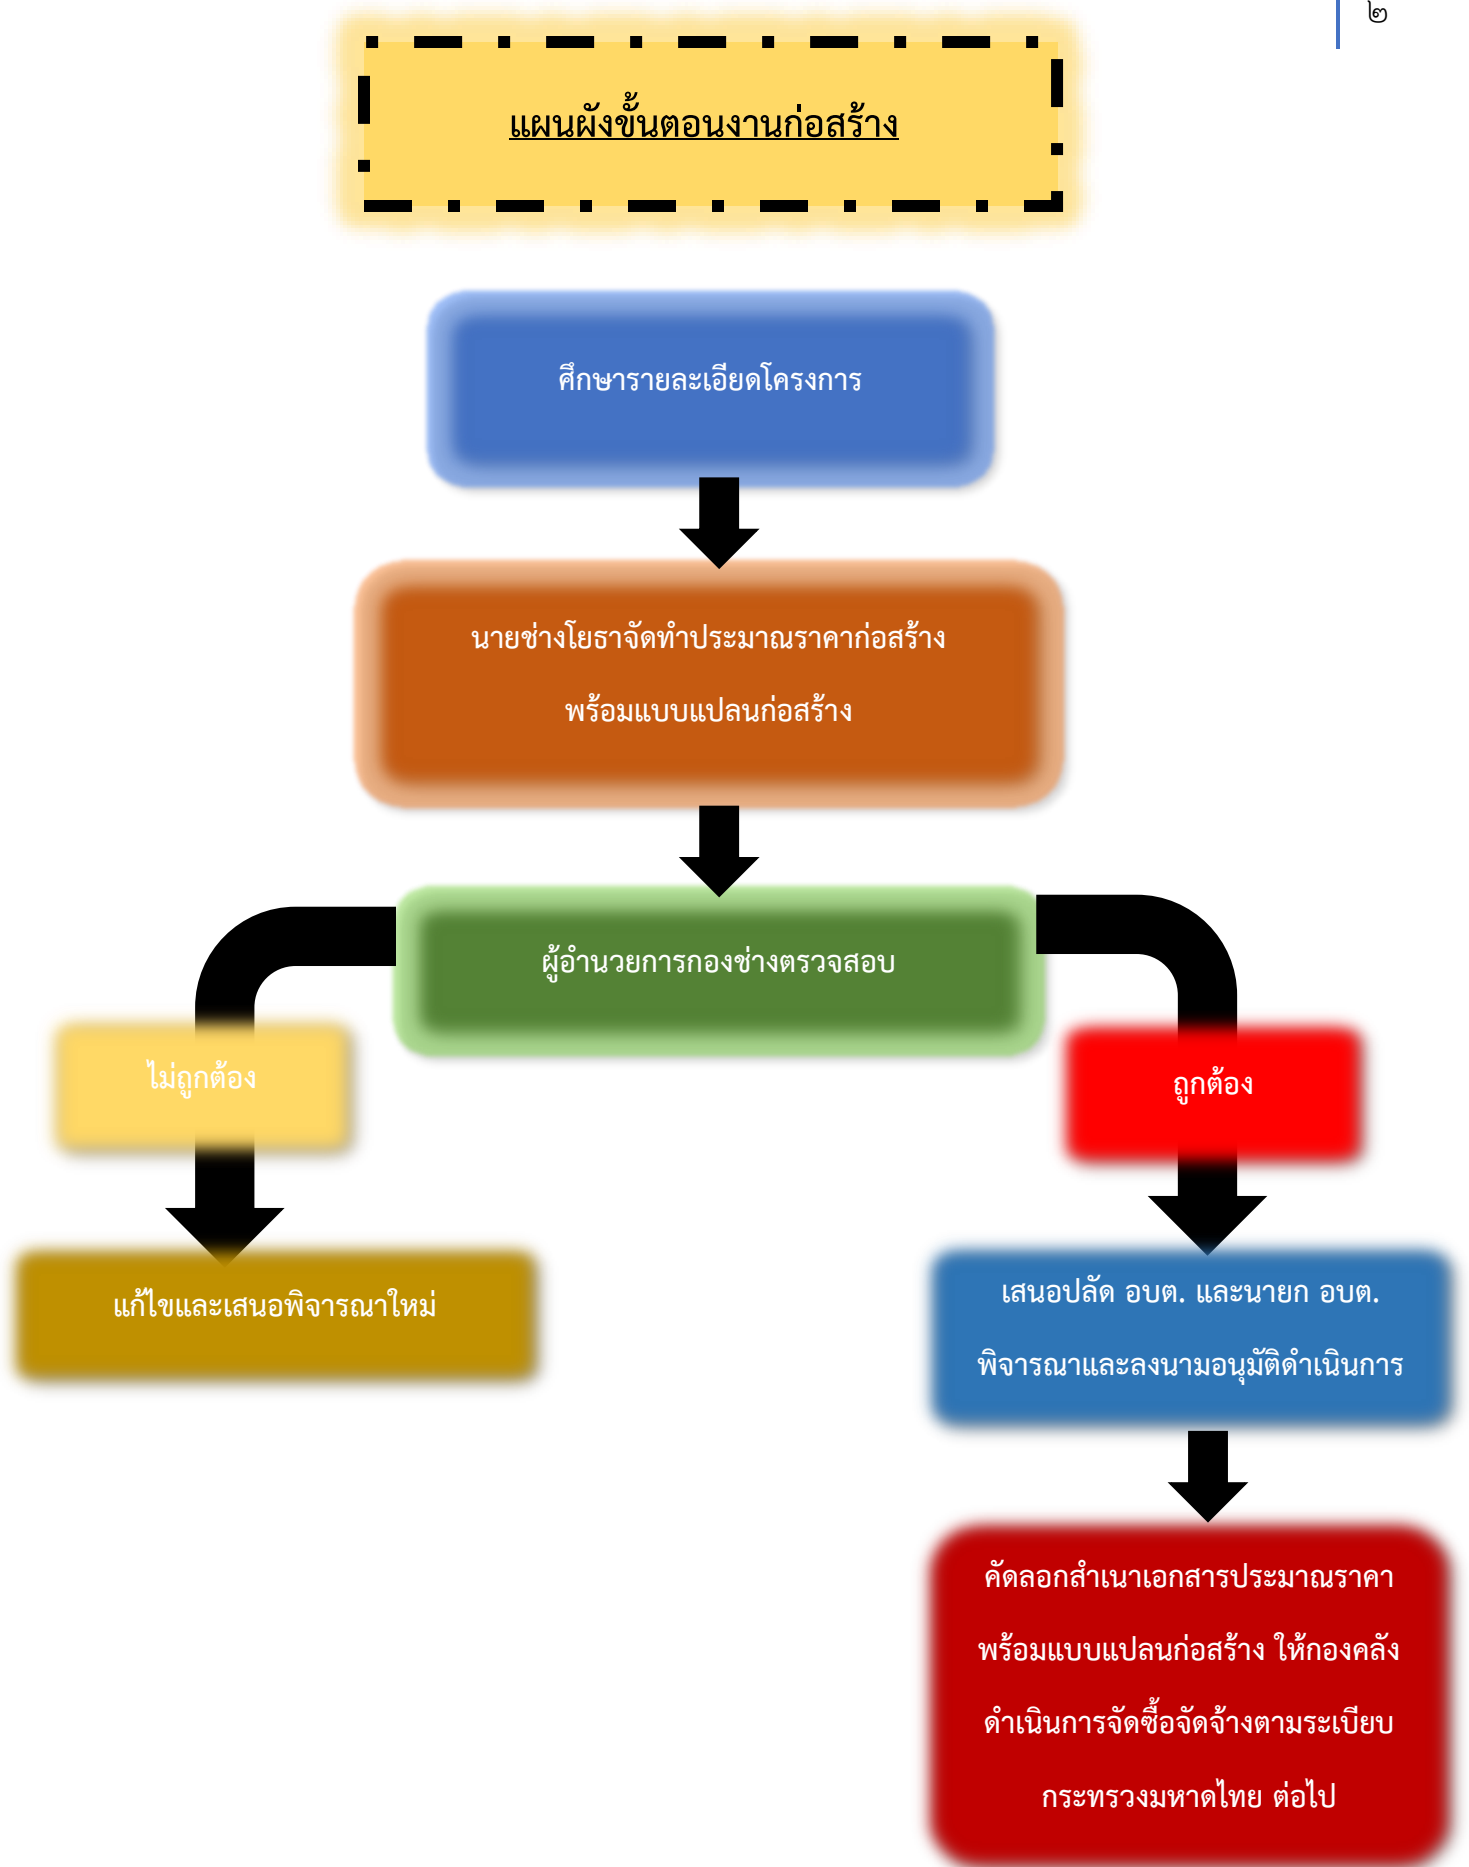 ๒
แผนผังขั้นตอนงานก่อสร้าง
ศึกษารายละเอียดโครงการ
นายช่างโยธาจัดทำประมาณราคาก่อสร้าง
พร้อมแบบแปลนก่อสร้าง
ผู้อำนวยการกองช่างตรวจสอบ
ไม่ถูกต้อง
ถูกต้อง
แก้ไขและเสนอพิจารณาใหม่
เสนอปลัด อบต. และนายก อบต.
พิจารณาและลงนามอนุมัติดำเนินการ
คัดลอกสำเนาเอกสารประมาณราคา
พร้อมแบบแปลนก่อสร้าง ให้กองคลัง
ดำเนินการจัดซื้อจัดจ้างตามระเบียบ
กระทรวงมหาดไทย ต่อไป